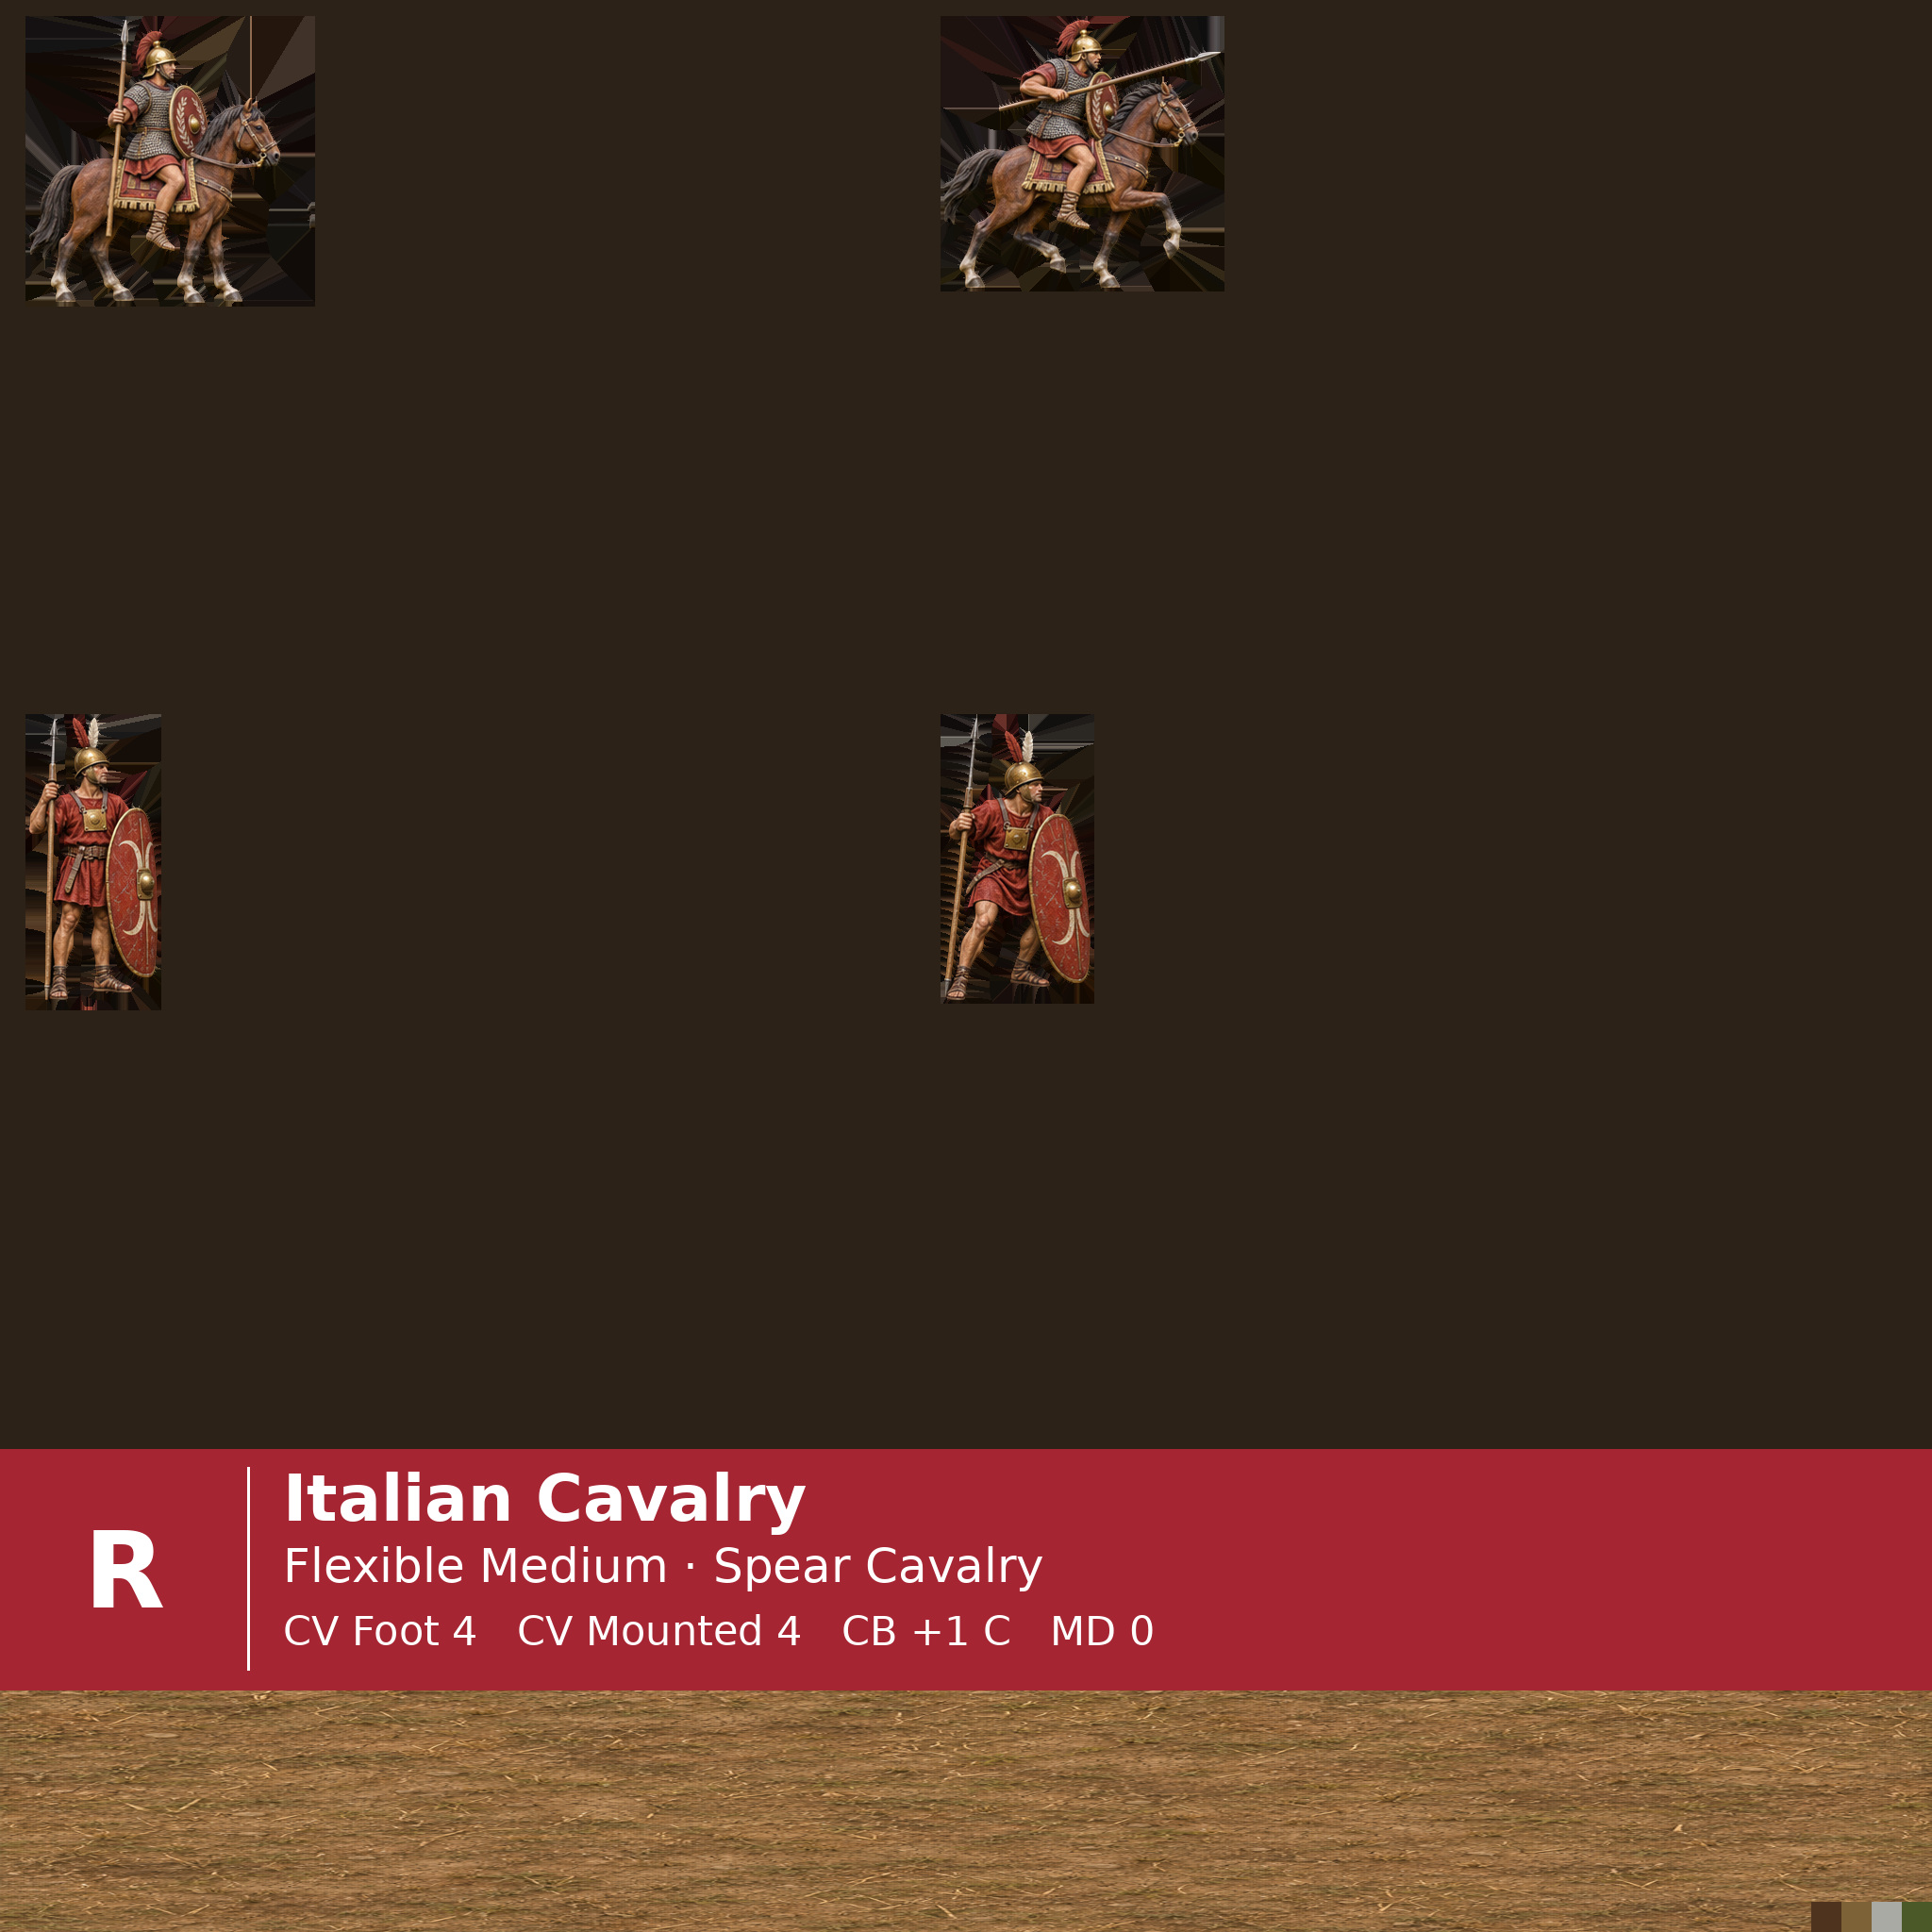 R
Italian Cavalry
Flexible Medium · Spear Cavalry
CV Foot 4   CV Mounted 4   CB +1 C   MD 0